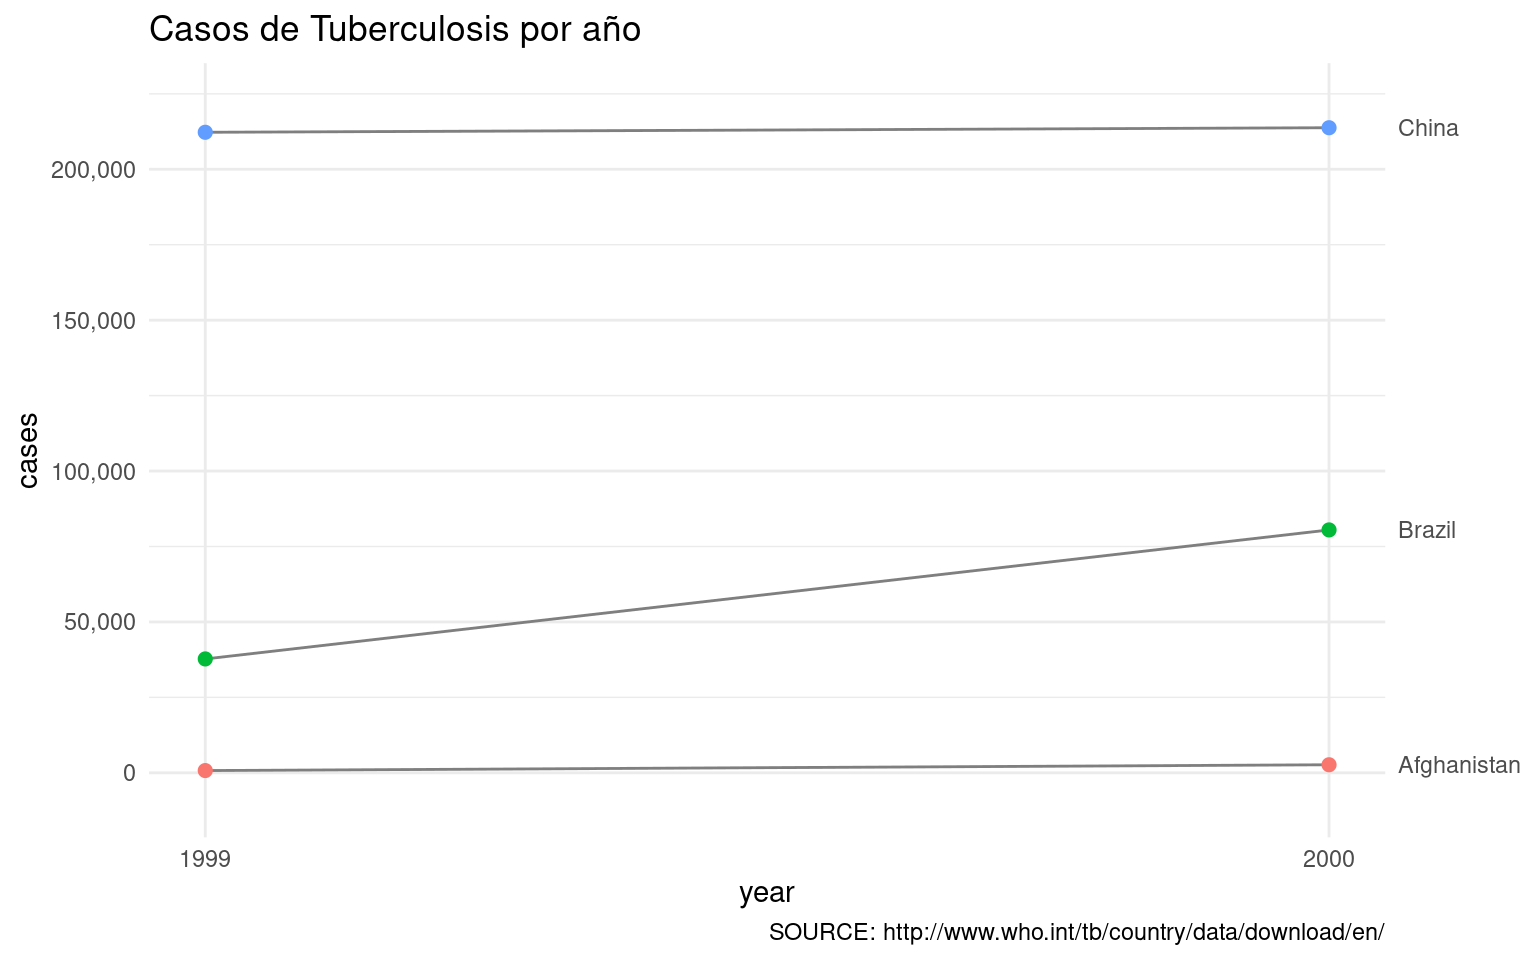 Casos de Tuberculosis por año
China
200,000
150,000
cases
100,000
Brazil
50,000
0
Afghanistan
1999
2000
year
SOURCE: http://www.who.int/tb/country/data/download/en/